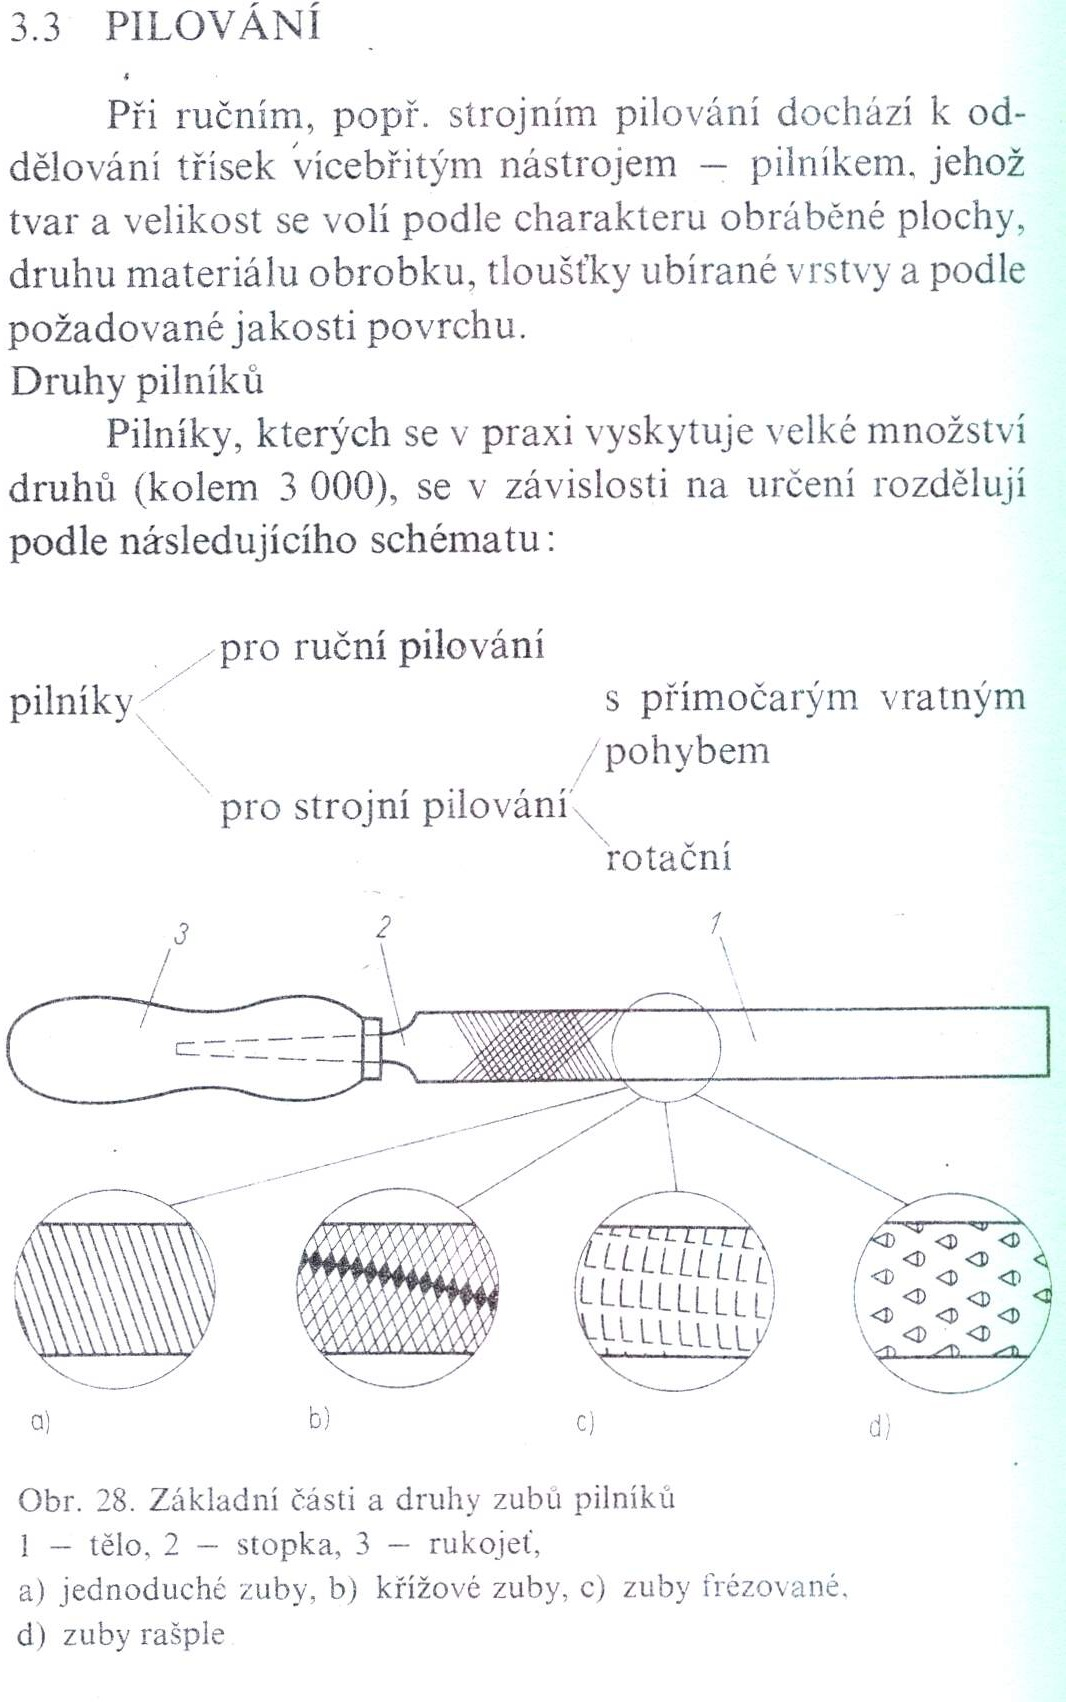 3.3 PILOVÁNÍ
Při ručním, popř. strojním pilování dochází k od-
dělování třísek vícebřitým nástrojem — pilníkem, jehož
tvar a velikost se volí podle charakteru obráběné plochy,
druhu materiálu obrobku, tloušťky ubírané vrstvy a podle
požadované jakosti povrchu.
Druhy pilníků
Pilníky, kterých se v praxi vyskytuje velké množství
druhů (kolem 3 000), se v závislosti na určení rozdělují
podle následujícího schématu:
pro ruční pilování
pilníky
s přímočarým vratným
pohybem
pro strojní pilování
rotační
3 2 1
a) b) c) d)
Obr. 28. Základní části a druhy zubů pilníků
1 — tělo, 2 — stopka, 3 — rukojeť,
a) jednoduché zuby, b) křížové zuby, c) zuby frézované,
d) zuby rašple